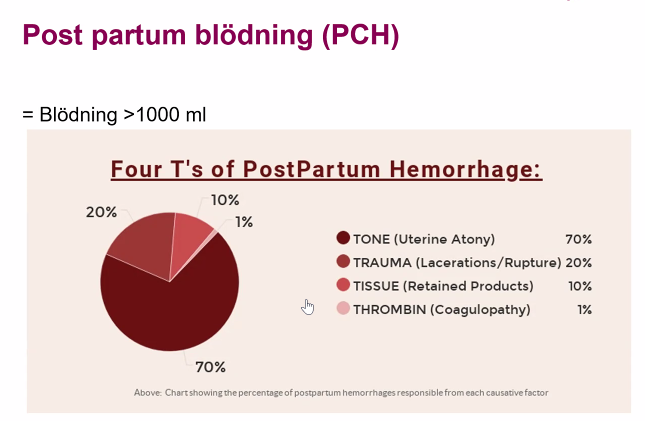 Post partum blödning (PCH)
= Blödning >1000 ml
Four T's of PostPartum Hemorrhage:
20%
10%
1%
70%
TONE (Uterine Atony) 70%
TRAUMA (Lacerations/Rupture) 20%
TISSUE (Retained Products) 10%
THROMBIN (Coagulopathy) 1%
Above: Chart showing the percentage of postpartum hemorrhages responsible from each causative factor